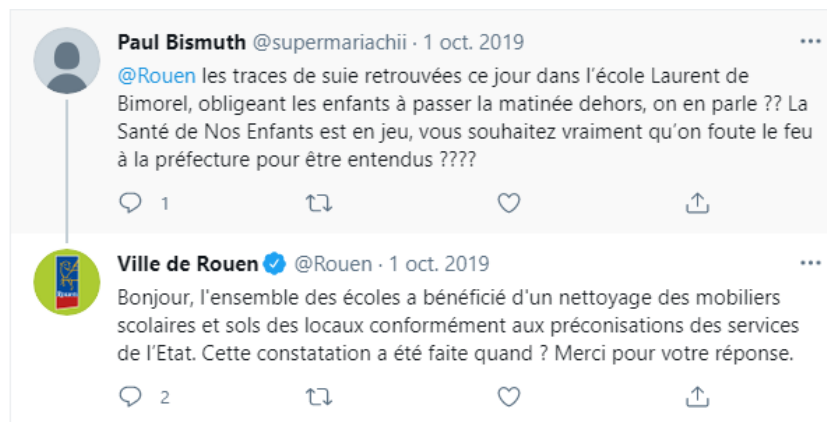 Paul Bismuth @supermariachii · 1 oct. 2019
@Rouen les traces de suie retrouvées ce jour dans l'école Laurent de
Bimorel, obligeant les enfants à passer la matinée dehors, on en parle ?? La
Santé de Nos Enfants est en jeu, vous souhaitez vraiment qu'on foute le feu
à la préfecture pour être entendus ????
1
Ville de Rouen @Rouen · 1 oct. 2019
Rouen
Bonjour, l'ensemble des écoles a bénéficié d'un nettoyage des mobiliers
scolaires et sols des locaux conformément aux préconisations des services
de l'Etat. Cette constatation a été faite quand ? Merci pour votre réponse.
2